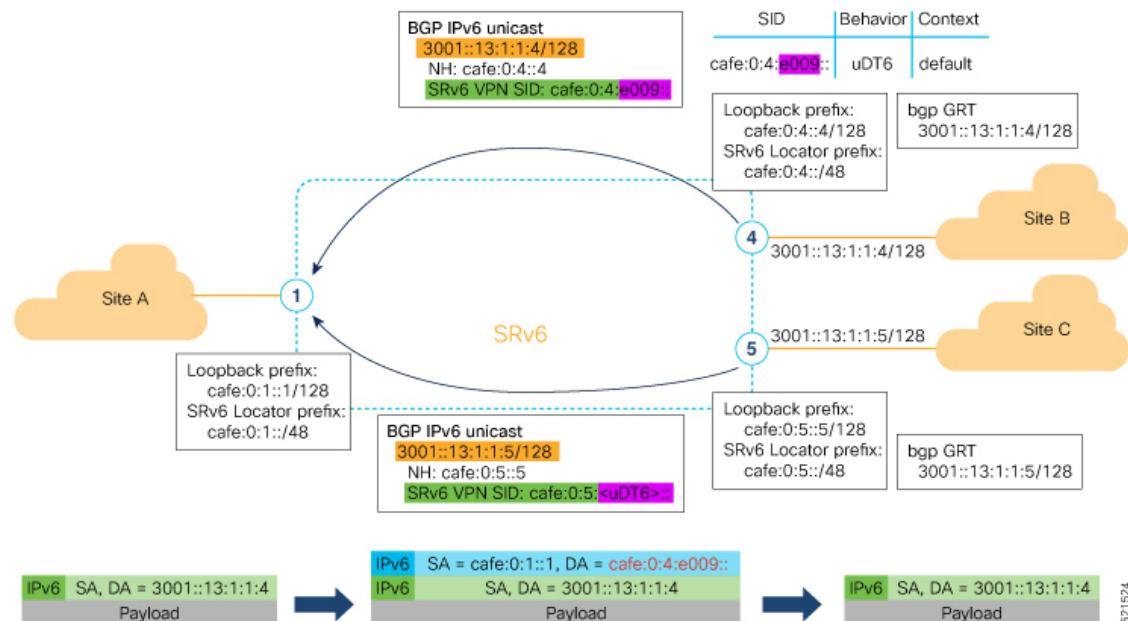 BGP IPv6 unicast
3001::13:1:1:4/128
NH: cafe:0:4::4
SRv6 VPN SID: cafe:0:4:e009::
SID Behavior Context
cafe:0:4:e009:: uDT6 default
Loopback prefix:
cafe:0:4::4/128
SRv6 Locator prefix:
cafe:0:4::/48
bgp GRT
3001::13:1:1:4/128
Site A
1
SRv6
4
3001::13:1:1:4/128
Site B
5
3001::13:1:1:5/128
Site C
Loopback prefix:
cafe:0:1::1/128
SRv6 Locator prefix:
cafe:0:1::/48
BGP IPv6 unicast
3001::13:1:1:5/128
NH: cafe:0:5::5
SRv6 VPN SID: cafe:0:5:<uDT6>::
Loopback prefix:
cafe:0:5::5/128
SRv6 Locator prefix:
cafe:0:5::/48
bgp GRT
3001::13:1:1:5/128
IPv6 SA, DA = 3001::13:1:1:4
Payload
IPv6 SA = cafe:0:1::1, DA = cafe:0:4:e009::
IPv6 SA, DA = 3001::13:1:1:4
Payload
IPv6 SA, DA = 3001::13:1:1:4
Payload
521524